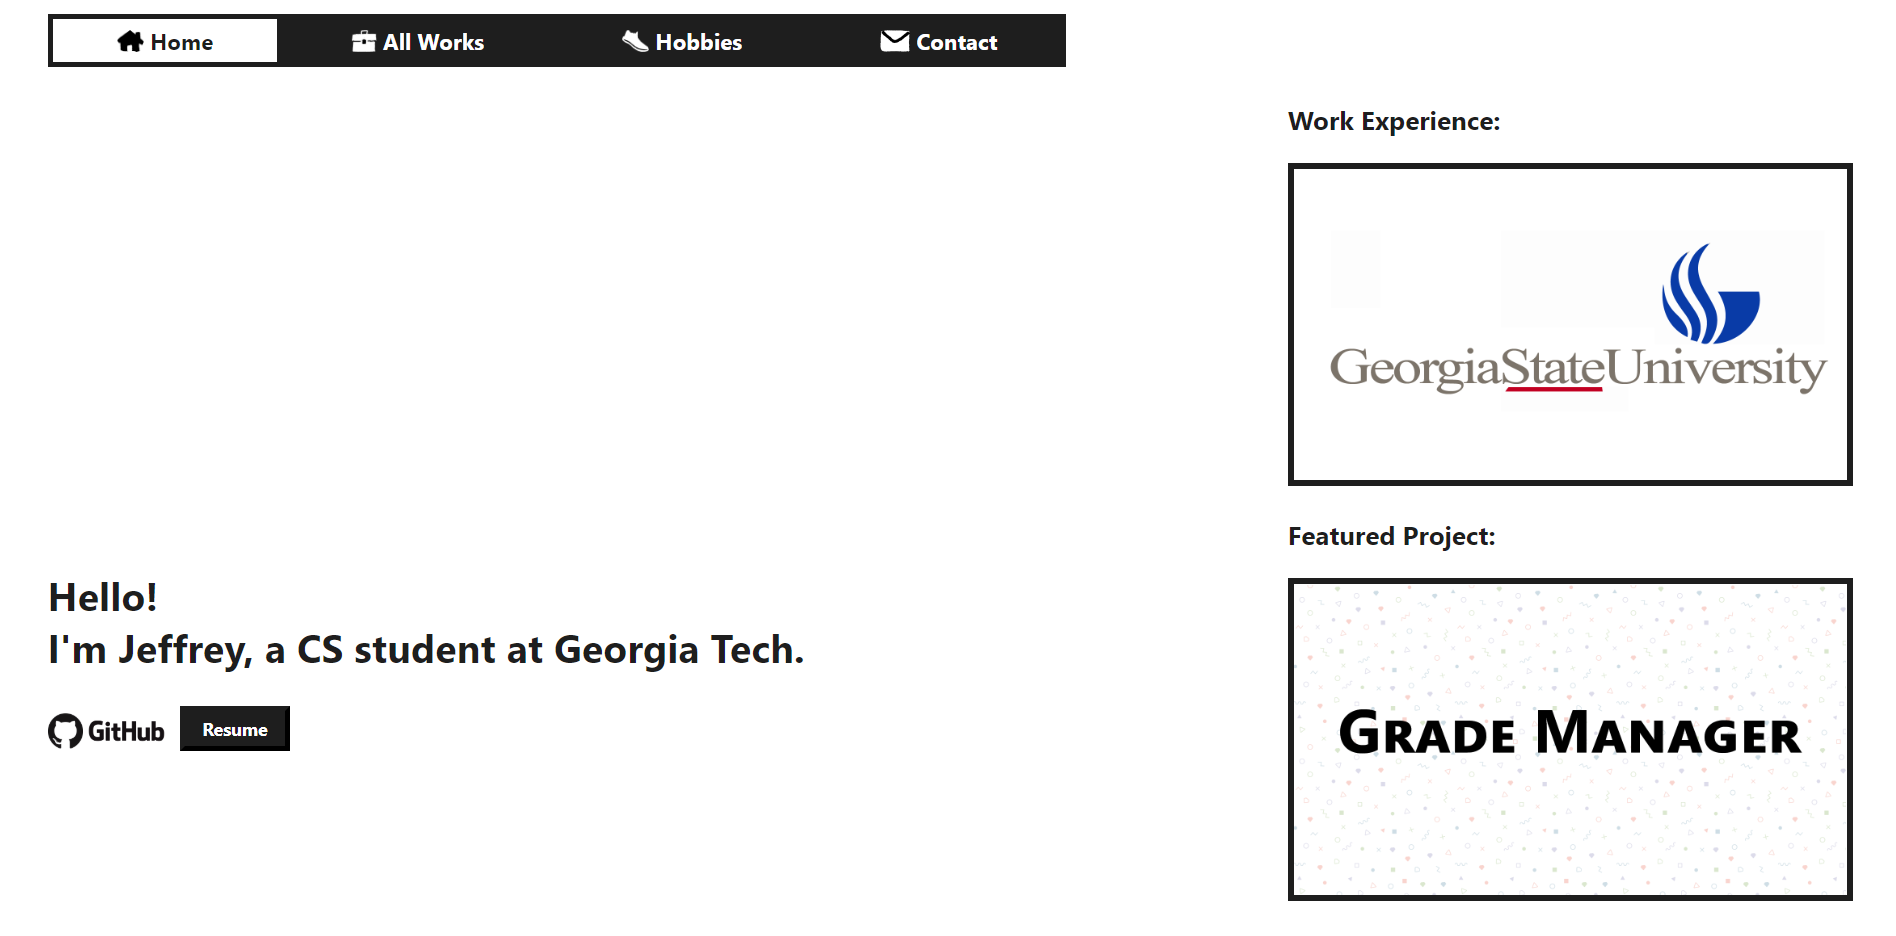 Home All Works Hobbies Contact
Work Experience:
GeorgiaStateUniversity
Featured Project:
Hello!
I'm Jeffrey, a CS student at Georgia Tech.
GitHub Resume
Grade Manager